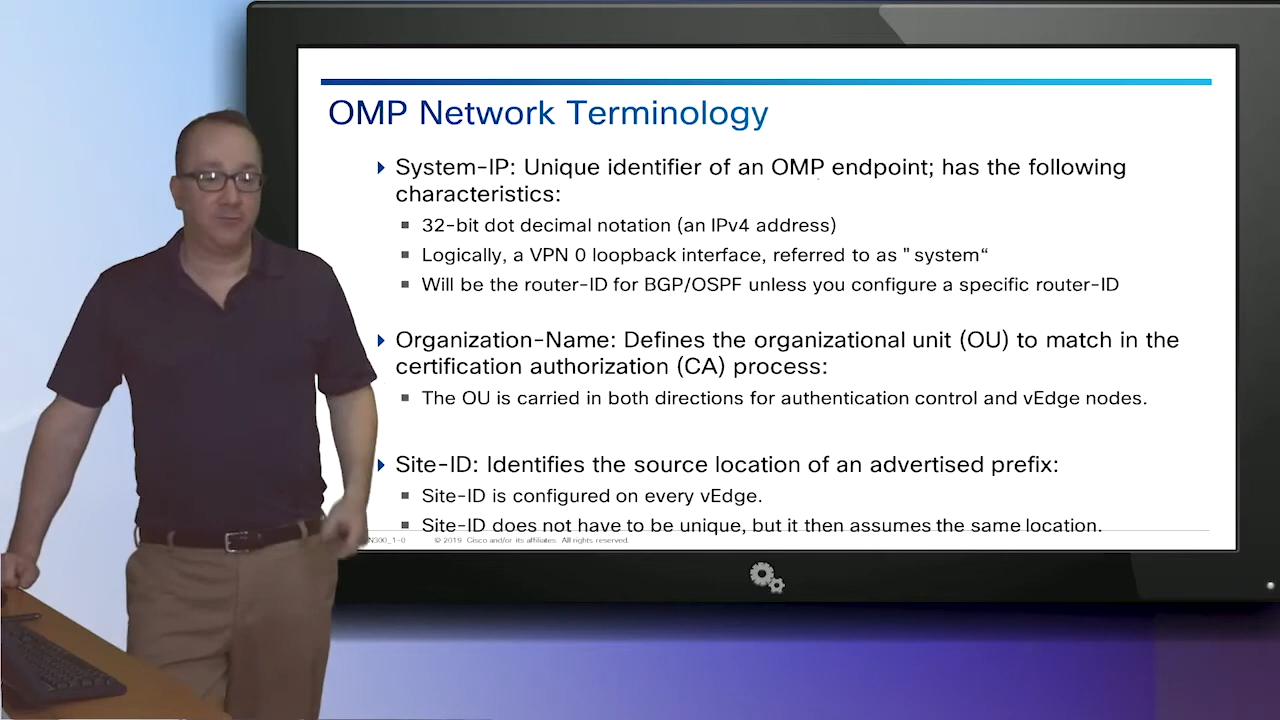 OMP Network Terminology
System-IP: Unique identifier of an OMP endpoint; has the following
characteristics:
32-bit dot decimal notation (an IPv4 address)
Logically, a VPN 0 loopback interface, referred to as "system“
Will be the router-ID for BGP/OSPF unless you configure a specific router-ID
Organization-Name: Defines the organizational unit (OU) to match in the
certification authorization (CA) process:
The OU is carried in both directions for authentication control and vEdge nodes.
Site-ID: Identifies the source location of an advertised prefix:
Site-ID is configured on every vEdge.
Site-ID does not have to be unique, but it then assumes the same location.
N300_1-0 © 2019 Cisco and/or its affiliates. All rights reserved.